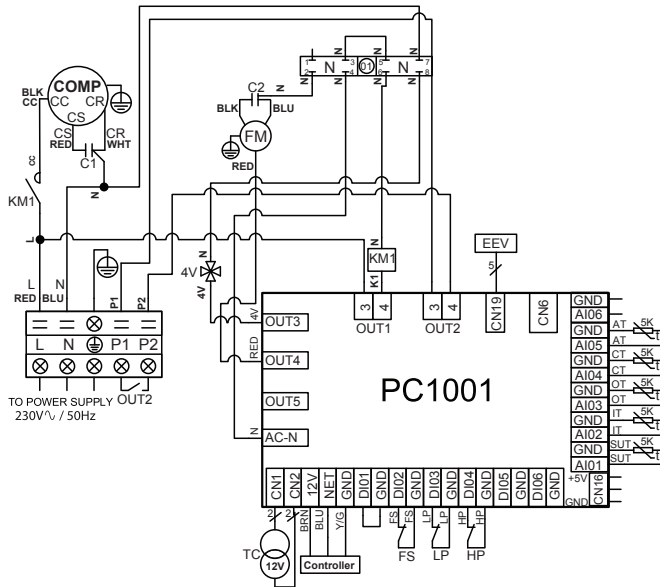 1 3 5 7
N 01 N
2 4 6 8
N N N N N N
C2
BLK BLU
FM
RED
COMP
BLK
CC CC CR
CS
CS CR
RED WHT
C1
CC
KM1
N
L
L N
RED BLU P1 P2
4V
N
4V
N
KM1
K1
EEV
5
L N P1 P2
TO POWER SUPPLY OUT2
230V∿ / 50Hz
3 4 3 4
OUT1 OUT2
CN19
CN6
4V OUT3
RED OUT4
OUT5
N AC-N
PC1001
GND
AI06
GND AT 5K t
AI05 AT
GND CT 5K t
AI04 CT
GND OT 5K t
AI03 OT
GND IT 5K t
AI02 IT
GND SUT 5K t
AI01 SUT
+5V
CN16
GND
CN1 CN2 12V NET GND DI01 GND DI02 GND DI03 GND DI04 GND DI05 GND DI06 GND
2 2 BRN BLU Y/G FS FS LP LP HP HP
TC
12V
Controller
FS LP HP